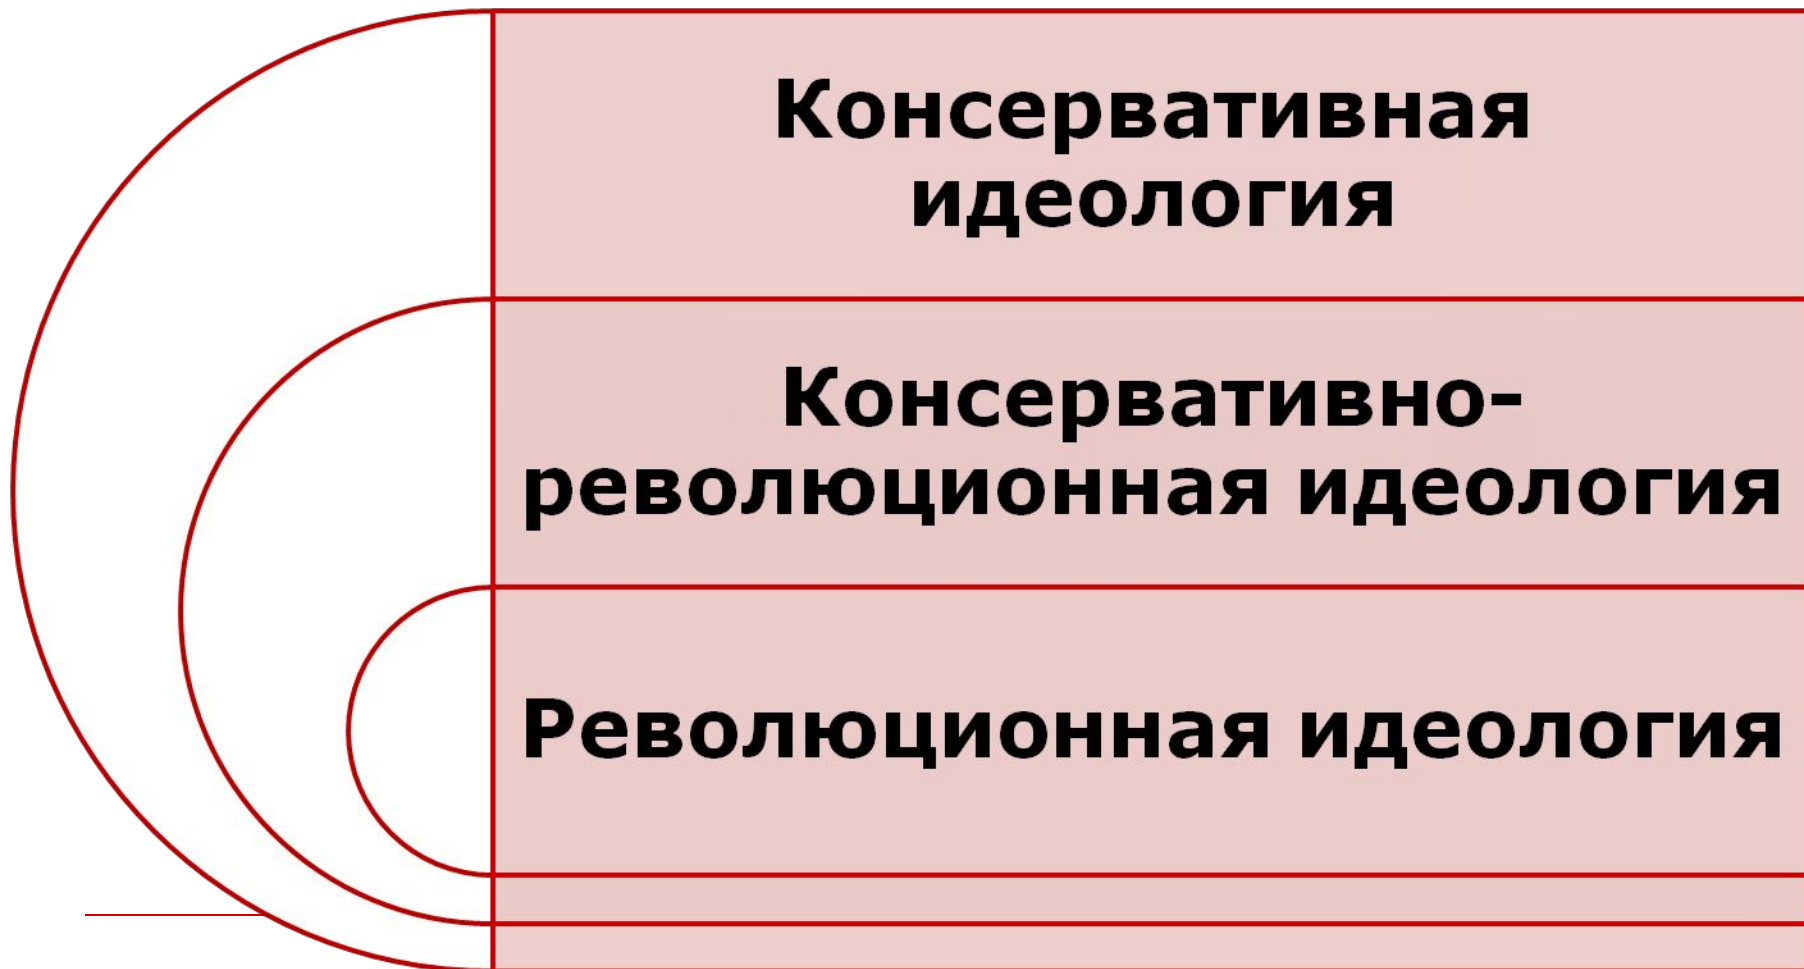 Консервативная
идеология
Консервативно-
революционная идеология
Революционная идеология